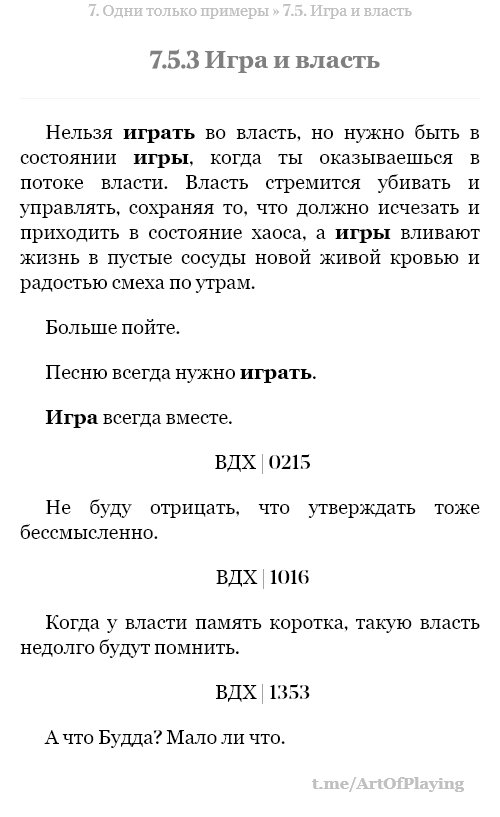 7. Одни только примеры » 7.5. Игра и власть
7.5.3 Игра и власть
Нельзя играть во власть, но нужно быть в
состоянии игры, когда ты оказываешься в
потоке власти. Власть стремится убивать и
управлять, сохраняя то, что должно исчезать и
приходить в состояние хаоса, а игры вливают
жизнь в пустые сосуды новой живой кровью и
радостью смеха по утрам.
Больше пойте.
Песню всегда нужно играть.
Игра всегда вместе.
ВДХ | 0215
Не буду отрицать, что утверждать тоже
бессмысленно.
ВДХ | 1016
Когда у власти память коротка, такую власть
недолго будут помнить.
ВДХ | 1353
А что Будда? Мало ли что.
t.me/ArtOfPlaying